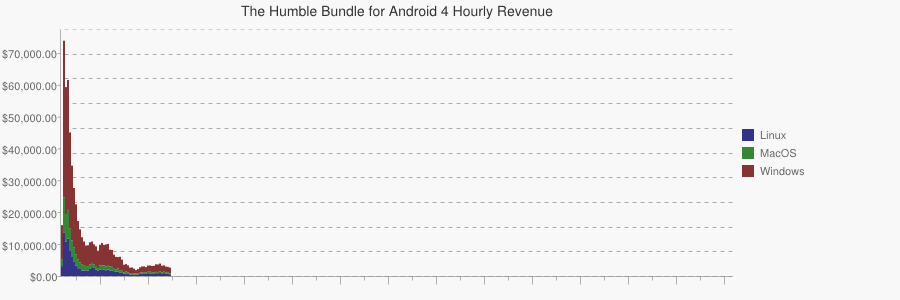 The Humble Bundle for Android 4 Hourly Revenue
$70,000.00
$60,000.00
$50,000.00
$40,000.00
$30,000.00
$20,000.00
$10,000.00
$0.00
Linux
MacOS
Windows